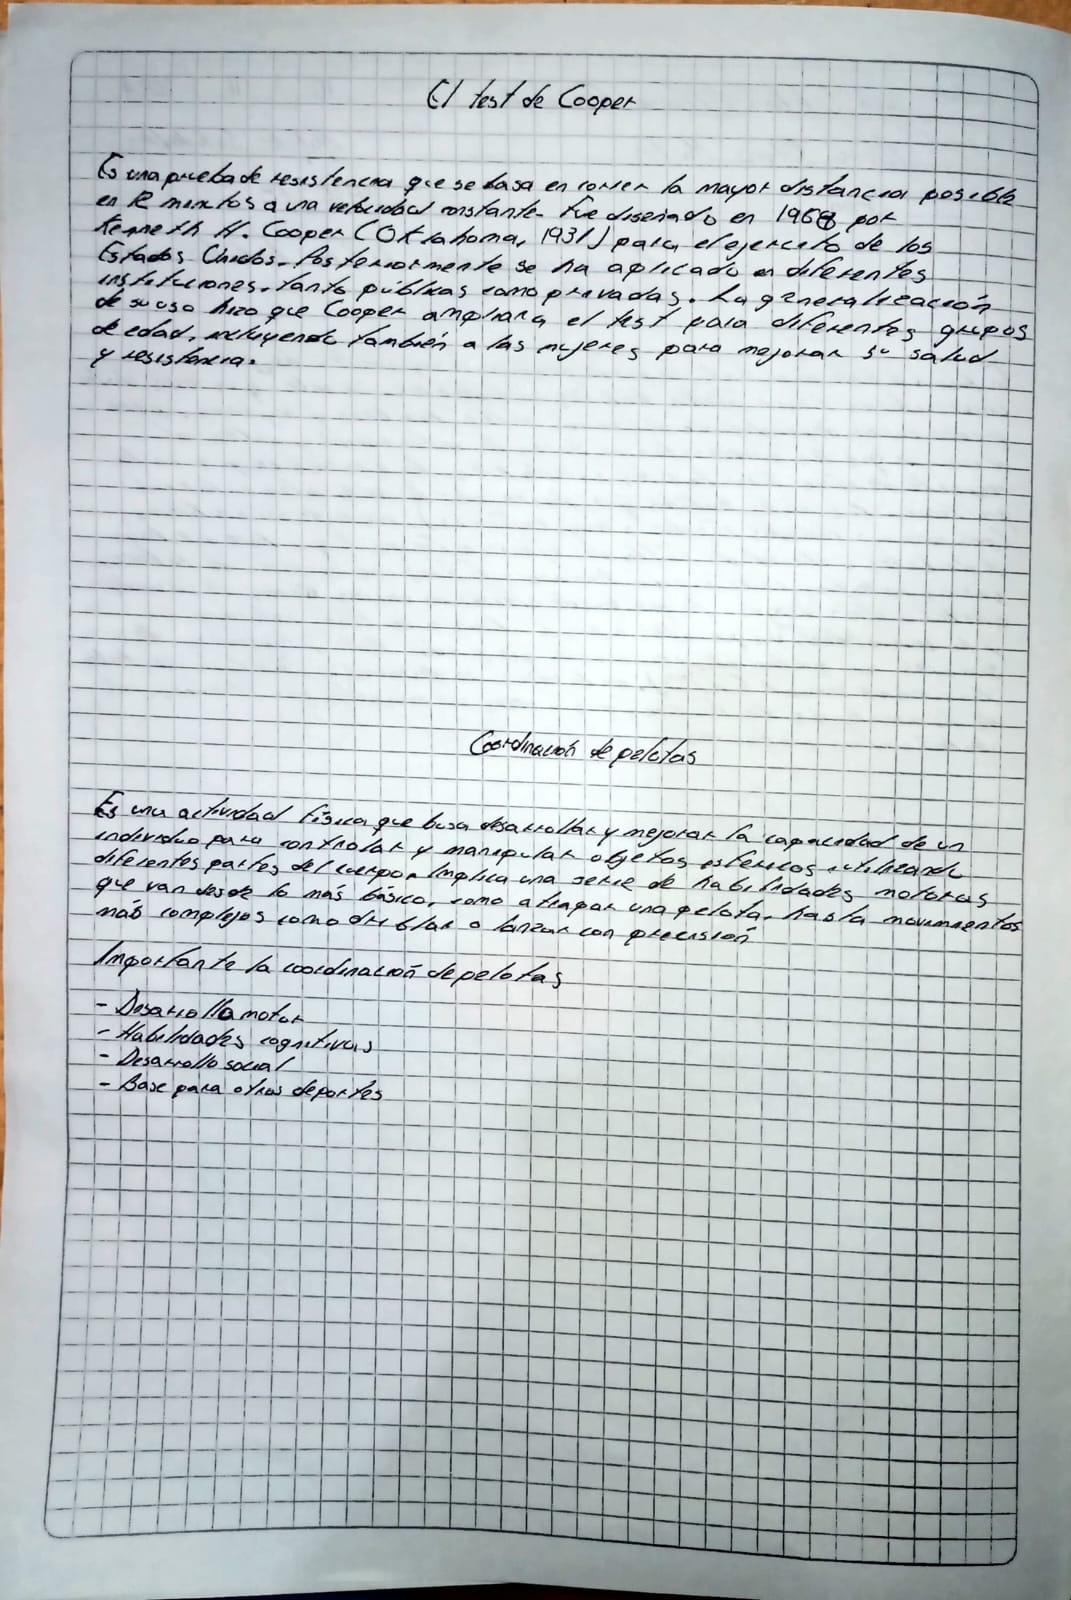 El test de Cooper
Es una prueba de resistencia que se basa en correr la mayor distancia posible
en 12 minutos a una velocidad constante. Fue diseñado en 1968 por
Kenneth H. Cooper (Oklahoma, 1931) para el ejercito de los
Estados Unidos. Posteriormente se ha aplicado en diferentes
instituciones, tanto públicas como privadas. La generalización
de su uso hizo que Cooper ampliara el test para diferentes grupos
de edad, incluyendo también a las mujeres para mejorar su salud
y resistencia.
Coordinación de pelotas
Es una actividad física que busca desarrollar y mejorar la capacidad de un
individuo para controlar y manipular objetos esféricos, utilizando
diferentes partes del cuerpo. Implica una serie de habilidades motoras
que van desde lo más básico, como atrapar una pelota, hasta movimientos
más complejos como driblar o lanzar con precisión
Importante la coordinación de pelotas
- Desarrollo motor
- Habilidades cognitivas
- Desarrollo social
- Base para otros deportes